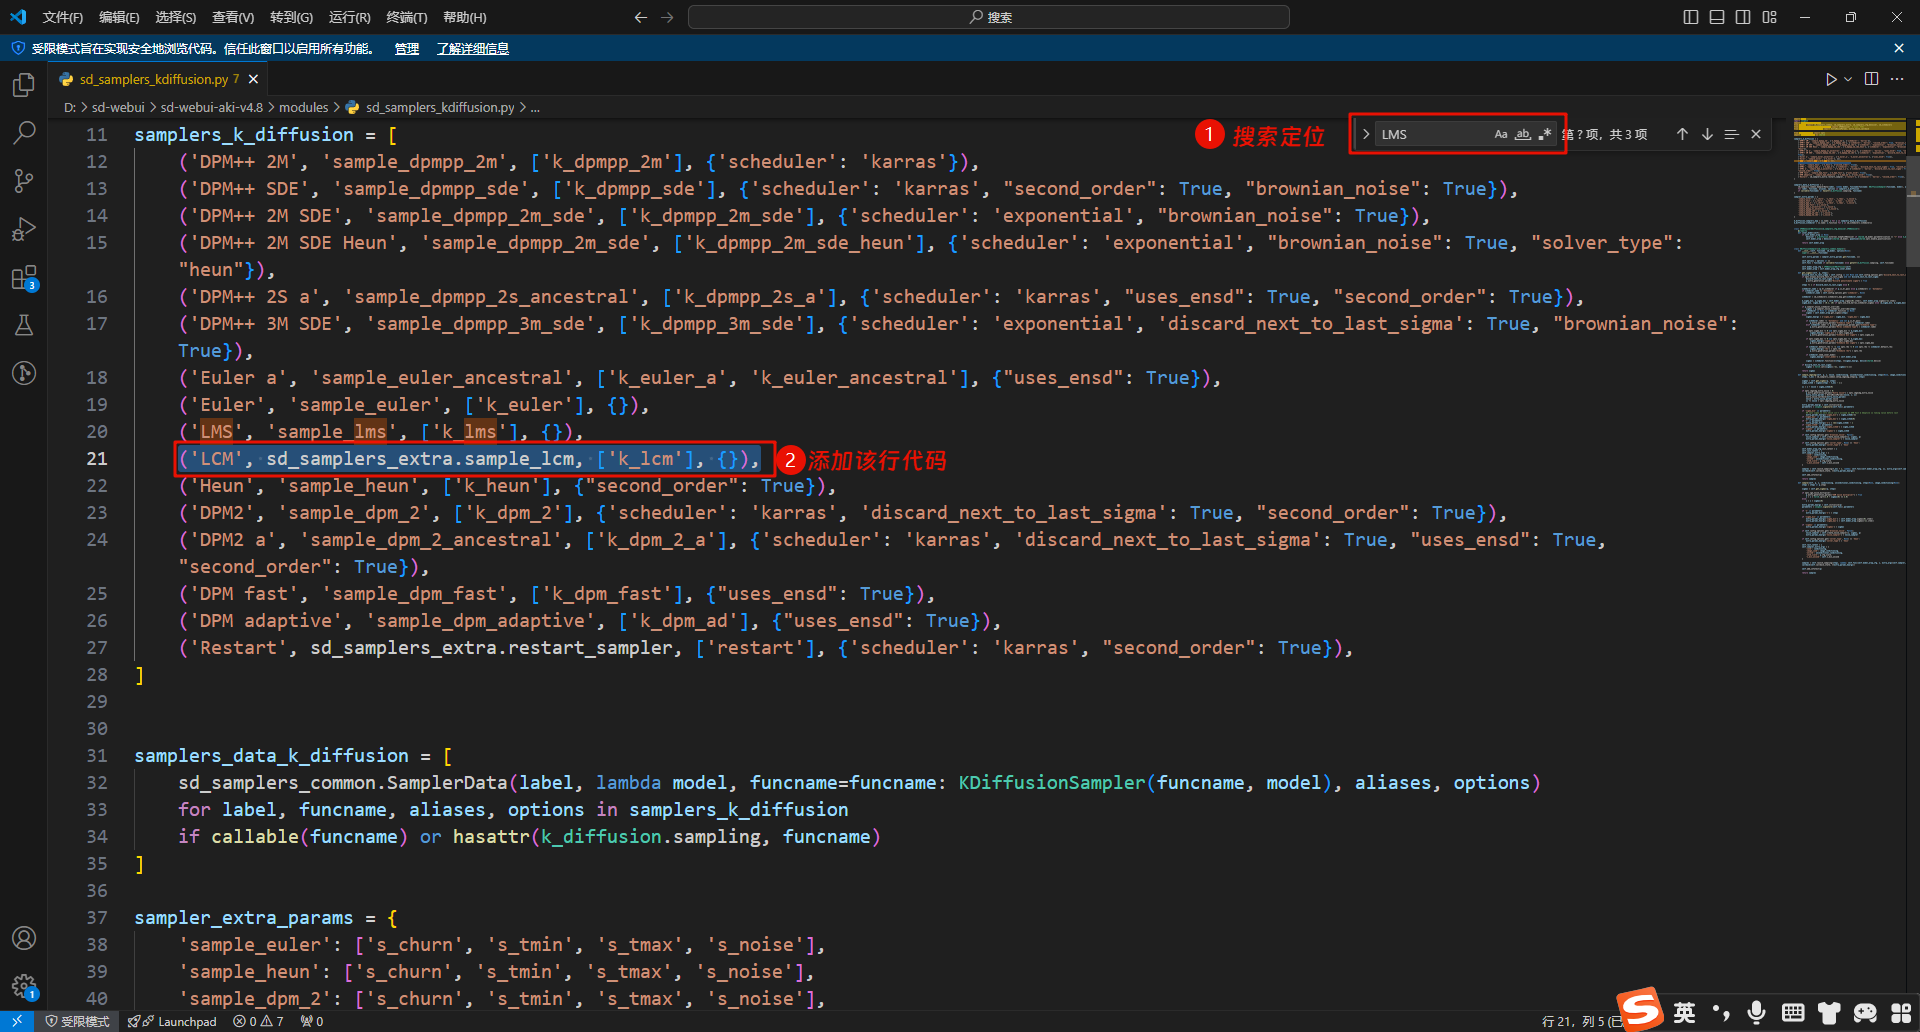 文件(F) 编辑(E) 选择(S) 查看(V) 转到(G) 运行(R) 终端(T) 帮助(H) 搜索
受限模式旨在实现安全地浏览代码。信任此窗口以启用所有功能。 管理 了解详细信息
sd_samplers_kdiffusion.py 7
D: > sd-webui > sd-webui-aki-v4.8 > modules > sd_samplers_kdiffusion.py > ...
1 搜索定位 LMS Aa ab 第 ? 项, 共 3 项
11 samplers_k_diffusion = [
12 ('DPM++ 2M', 'sample_dpmpp_2m', ['k_dpmpp_2m'], {'scheduler': 'karras'}),
13 ('DPM++ SDE', 'sample_dpmpp_sde', ['k_dpmpp_sde'], {'scheduler': 'karras', "second_order": True, "brownian_noise": True}),
14 ('DPM++ 2M SDE', 'sample_dpmpp_2m_sde', ['k_dpmpp_2m_sde'], {'scheduler': 'exponential', "brownian_noise": True}),
15 ('DPM++ 2M SDE Heun', 'sample_dpmpp_2m_sde', ['k_dpmpp_2m_sde_heun'], {'scheduler': 'exponential', "brownian_noise": True, "solver_type":
"heun"}),
16 ('DPM++ 2S a', 'sample_dpmpp_2s_ancestral', ['k_dpmpp_2s_a'], {'scheduler': 'karras', "uses_ensd": True, "second_order": True}),
17 ('DPM++ 3M SDE', 'sample_dpmpp_3m_sde', ['k_dpmpp_3m_sde'], {'scheduler': 'exponential', 'discard_next_to_last_sigma': True, "brownian_noise":
True}),
18 ('Euler a', 'sample_euler_ancestral', ['k_euler_a', 'k_euler_ancestral'], {"uses_ensd": True}),
19 ('Euler', 'sample_euler', ['k_euler'], {}),
20 ('LMS', 'sample_lms', ['k_lms'], {}),
21 ('LCM', sd_samplers_extra.sample_lcm, ['k_lcm'], {}), 2 添加该行代码
22 ('Heun', 'sample_heun', ['k_heun'], {"second_order": True}),
23 ('DPM2', 'sample_dpm_2', ['k_dpm_2'], {'scheduler': 'karras', 'discard_next_to_last_sigma': True, "second_order": True}),
24 ('DPM2 a', 'sample_dpm_2_ancestral', ['k_dpm_2_a'], {'scheduler': 'karras', 'discard_next_to_last_sigma': True, "uses_ensd": True,
"second_order": True}),
25 ('DPM fast', 'sample_dpm_fast', ['k_dpm_fast'], {"uses_ensd": True}),
26 ('DPM adaptive', 'sample_dpm_adaptive', ['k_dpm_ad'], {"uses_ensd": True}),
27 ('Restart', sd_samplers_extra.restart_sampler, ['restart'], {'scheduler': 'karras', "second_order": True}),
28 ]
29
30
31 samplers_data_k_diffusion = [
32 sd_samplers_common.SamplerData(label, lambda model, funcname=funcname: KDiffusionSampler(funcname, model), aliases, options)
33 for label, funcname, aliases, options in samplers_k_diffusion
34 if callable(funcname) or hasattr(k_diffusion.sampling, funcname)
35 ]
36
37 sampler_extra_params = {
38 'sample_euler': ['s_churn', 's_tmin', 's_tmax', 's_noise'],
39 'sample_heun': ['s_churn', 's_tmin', 's_tmax', 's_noise'],
40 'sample_dpm_2': ['s_churn', 's_tmin', 's_tmax', 's_noise'],
3
1
受限模式 Launchpad 0 7 0 行 21, 列 5 (已
S 英